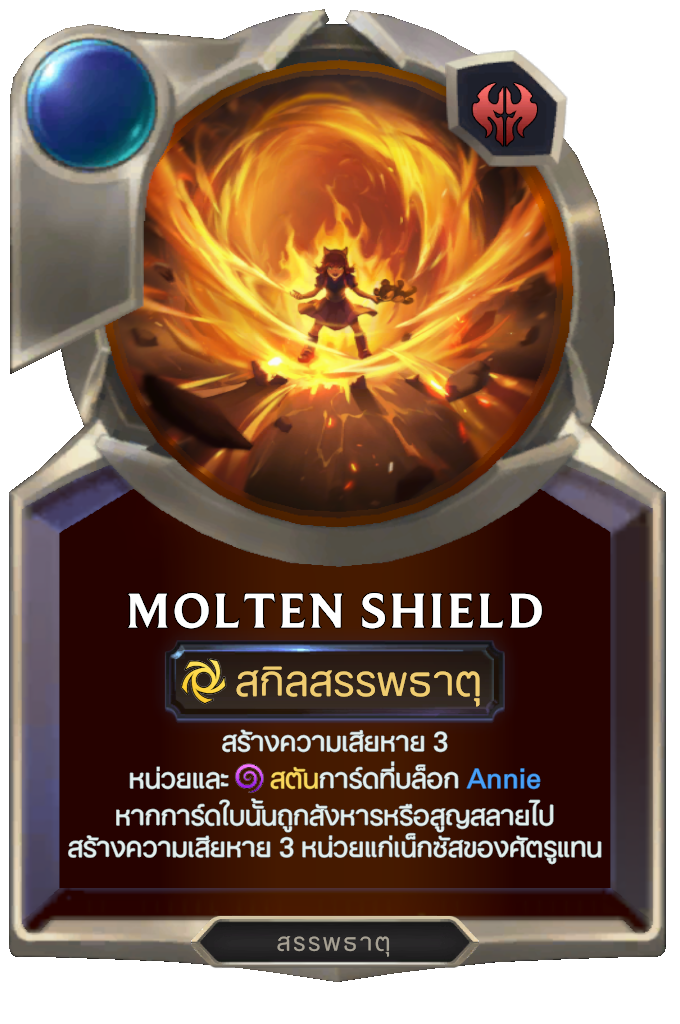 MOLTEN SHIELD
สกิลสรรพธาตุ
สร้างความเสียหาย 3
หน่วยและ สตันการ์ดที่บล็อก Annie
หากการ์ดใบนั้นถูกสังหารหรือสูญสลายไป
สร้างความเสียหาย 3 หน่วยแก่เน็กซัสของศัตรูแทน
สรรพธาตุ